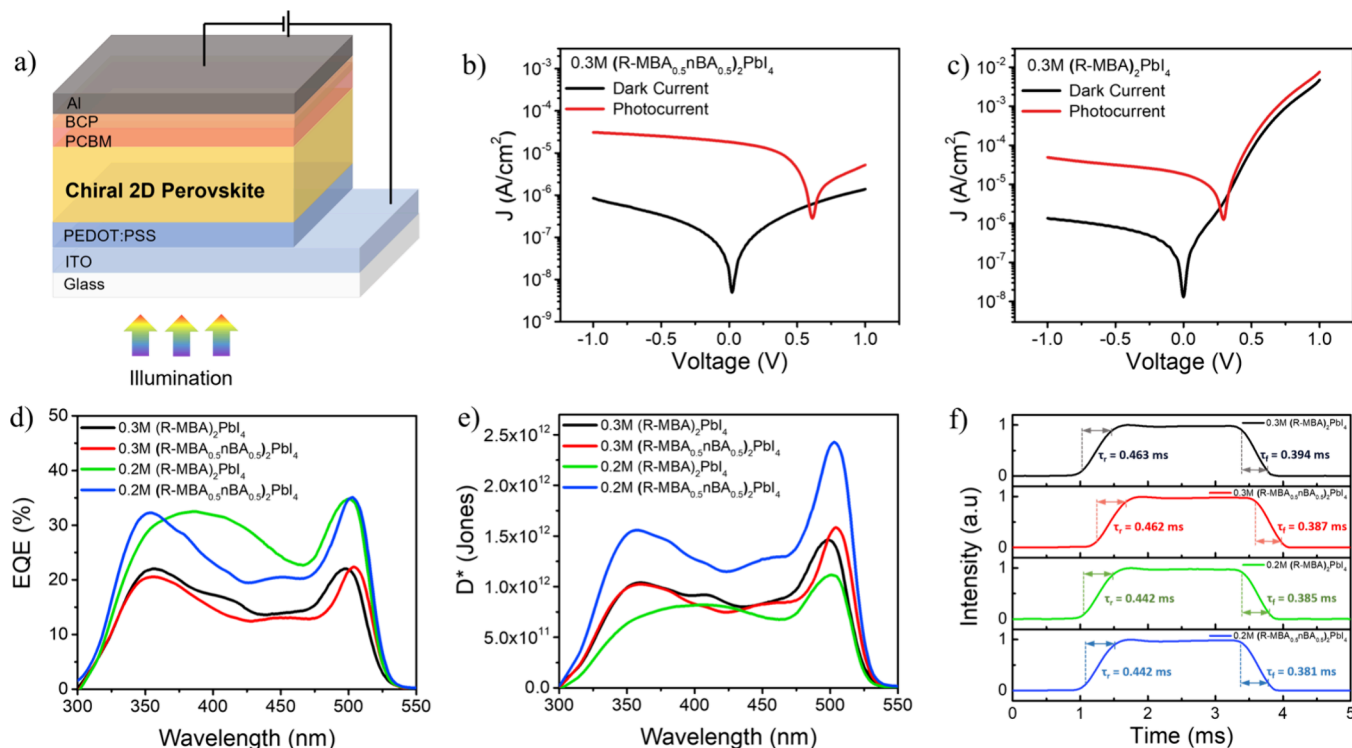 a)
Al
BCP
PCBM
Chiral 2D Perovskite
PEDOT:PSS
ITO
Glass
Illumination
b)
0.3M (R-MBA₀.₅nBA₀.₅)₂PbI₄
Dark Current
Photocurrent
J (A/cm²)
10⁻³
10⁻⁴
10⁻⁵
10⁻⁶
10⁻⁷
10⁻⁸
10⁻⁹
-1.0
-0.5
0.0
0.5
1.0
Voltage (V)
c)
0.3M (R-MBA)₂PbI₄
Dark Current
Photocurrent
J (A/cm²)
10⁻²
10⁻³
10⁻⁴
10⁻⁵
10⁻⁶
10⁻⁷
10⁻⁸
-1.0
-0.5
0.0
0.5
1.0
Voltage (V)
d)
0.3M (R-MBA)₂PbI₄
0.3M (R-MBA₀.₅nBA₀.₅)₂PbI₄
0.2M (R-MBA)₂PbI₄
0.2M (R-MBA₀.₅nBA₀.₅)₂PbI₄
EQE (%)
50
40
30
20
10
0
300
350
400
450
500
550
Wavelength (nm)
e)
0.3M (R-MBA)₂PbI₄
0.3M (R-MBA₀.₅nBA₀.₅)₂PbI₄
0.2M (R-MBA)₂PbI₄
0.2M (R-MBA₀.₅nBA₀.₅)₂PbI₄
D* (Jones)
2.5x10¹²
2.0x10¹²
1.5x10¹²
1.0x10¹²
5.0x10¹¹
0.0
300
350
400
450
500
550
Wavelength (nm)
f)
Intensity (a.u)
0.3M (R-MBA)₂PbI₄
1
0
τr = 0.463 ms
τf = 0.394 ms
0.3M (R-MBA₀.₅nBA₀.₅)₂PbI₄
1
0
τr = 0.462 ms
τf = 0.387 ms
0.2M (R-MBA)₂PbI₄
1
0
τr = 0.442 ms
τf = 0.385 ms
0.2M (R-MBA₀.₅nBA₀.₅)₂PbI₄
1
0
τr = 0.442 ms
τf = 0.381 ms
0
1
2
3
4
5
Time (ms)